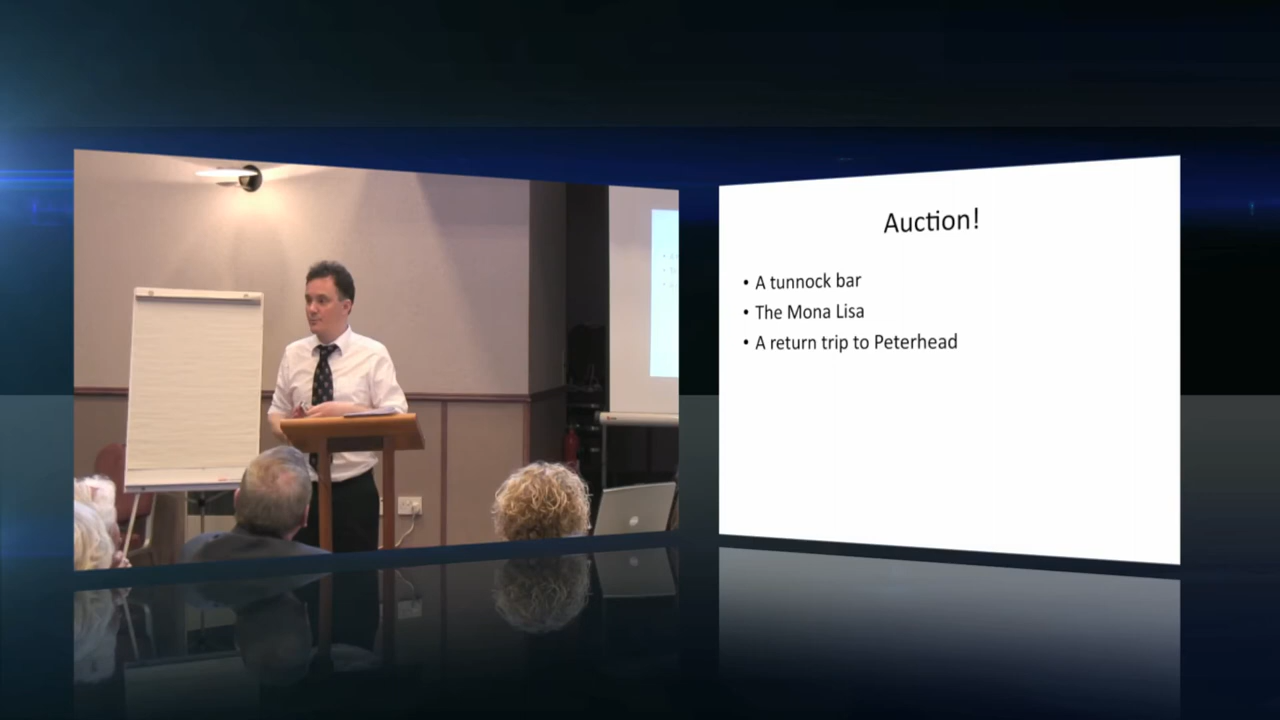 Auction!
• A tunnock bar
• The Mona Lisa
• A return trip to Peterhead